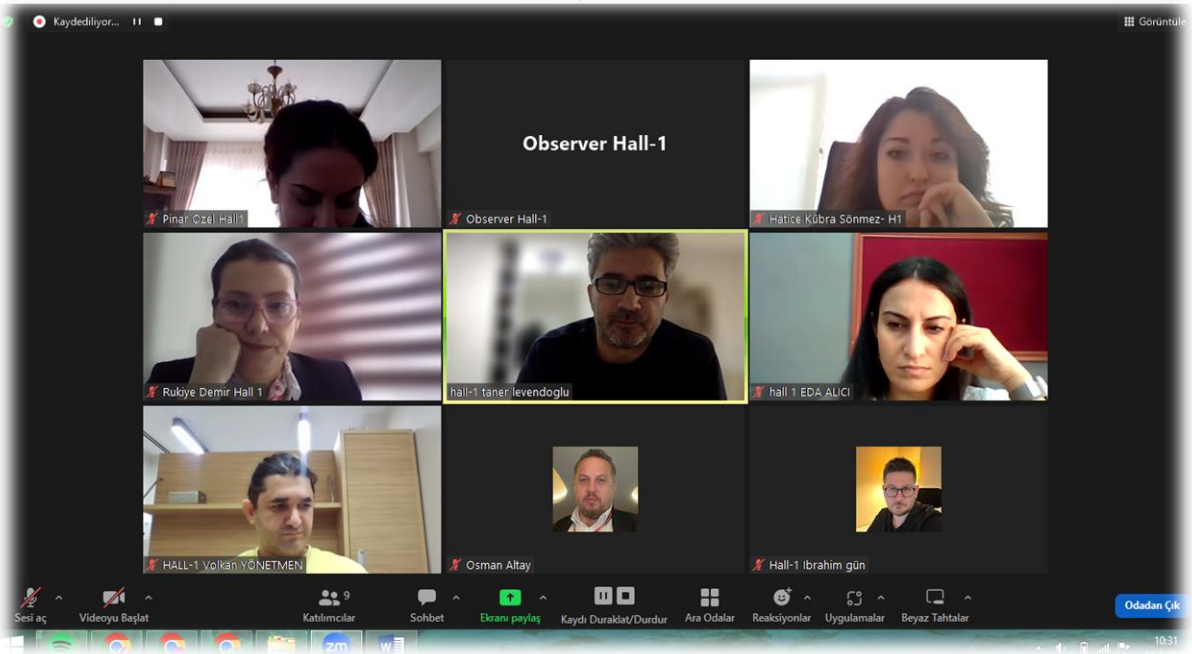 Kaydediliyor...
Görüntüle
Observer Hall-1
Pinar Ozel Hall1
Observer Hall-1
Hatice Kübra Sönmez- H1
Rukiye Demir Hall 1
hall-1 taner levendoglu
hall 1 EDA ALICI
HALL-1 Volkan YÖNETMEN
Osman Altay
Hall-1 Ibrahim gün
9
Sesi aç
Videoyu Başlat
Katılımcılar
Sohbet
Ekranı paylaş
Kaydı Duraklat/Durdur
Ara Odalar
Reaksiyonlar
Uygulamalar
Beyaz Tahtalar
Odadan Çık
zm
W
10:31